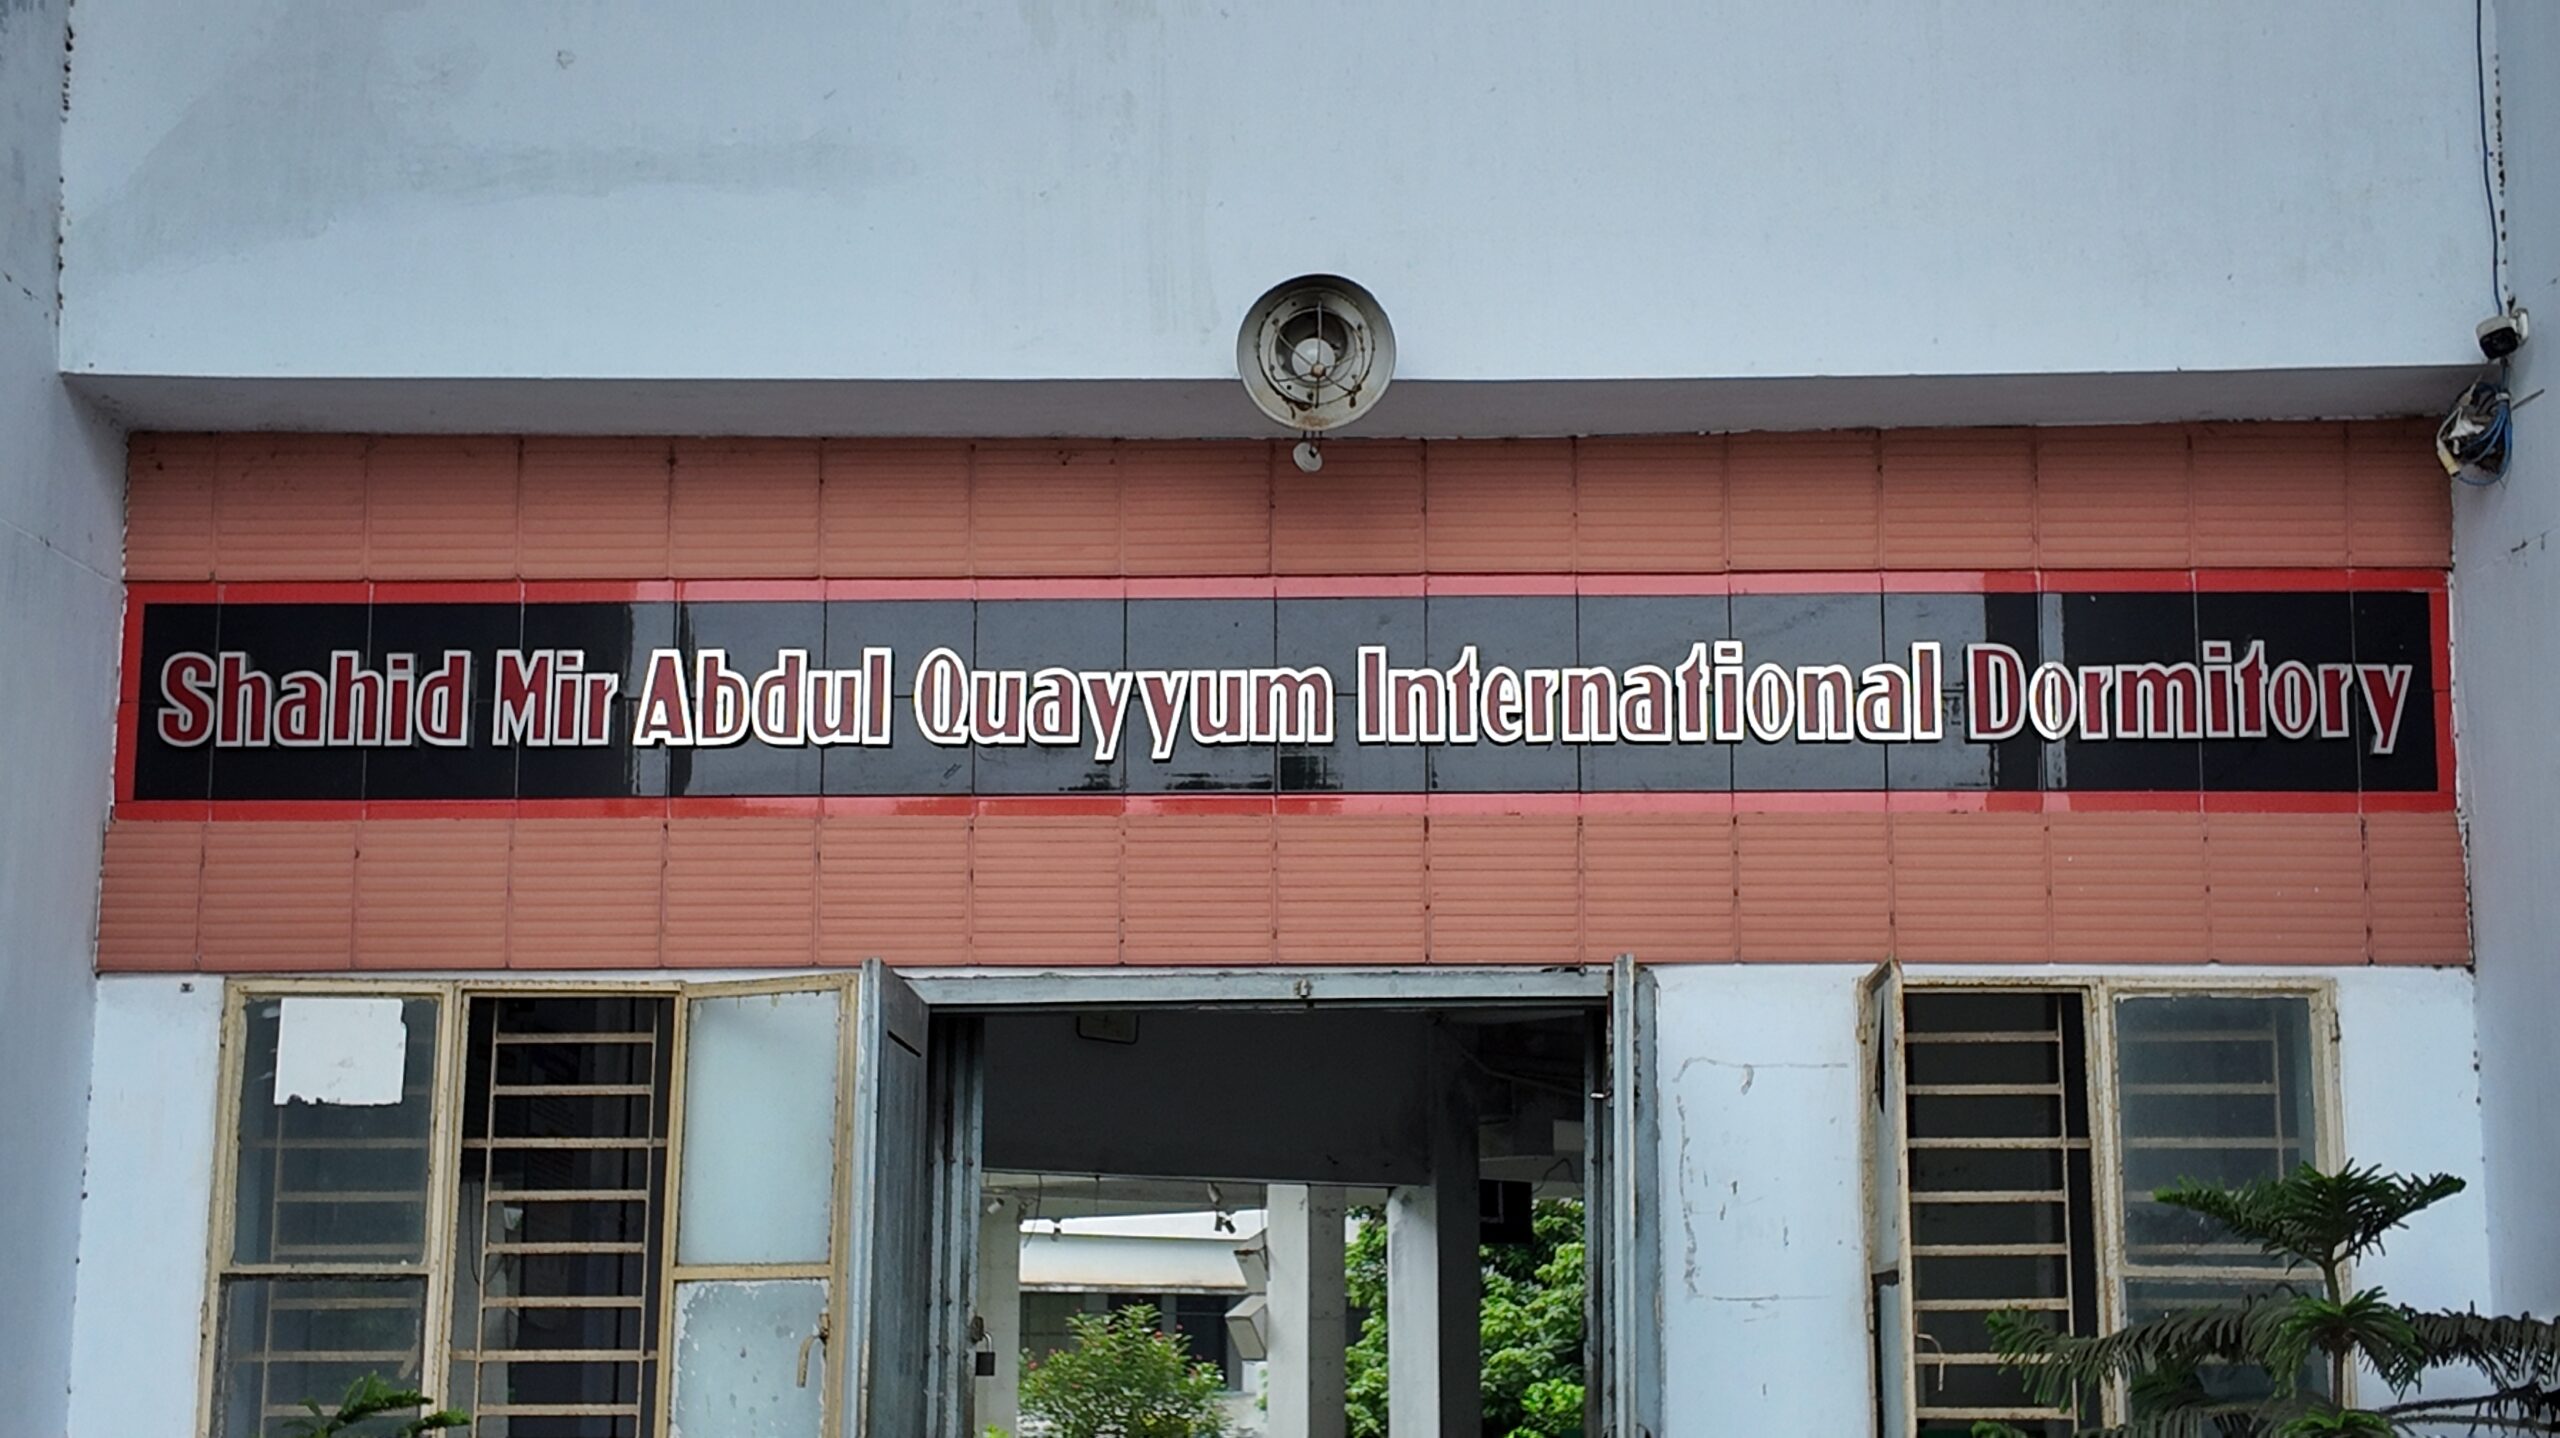 Shahid Mir Abdul Quayyum International Dormitory